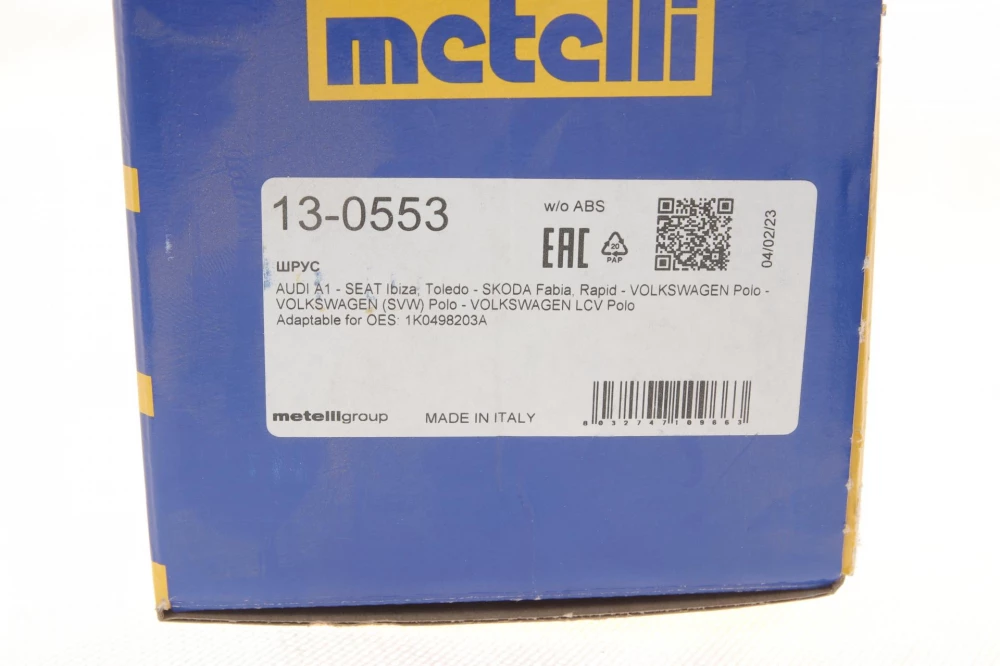 metelli
13-0553
w/o ABS
EAC
20
PAP
04/02/23
ШРУС
AUDI A1 - SEAT Ibiza, Toledo - SKODA Fabia, Rapid - VOLKSWAGEN Polo -
VOLKSWAGEN (SVW) Polo - VOLKSWAGEN LCV Polo
Adaptable for OES: 1K0498203A
metelligroup
MADE IN ITALY
8032747109663